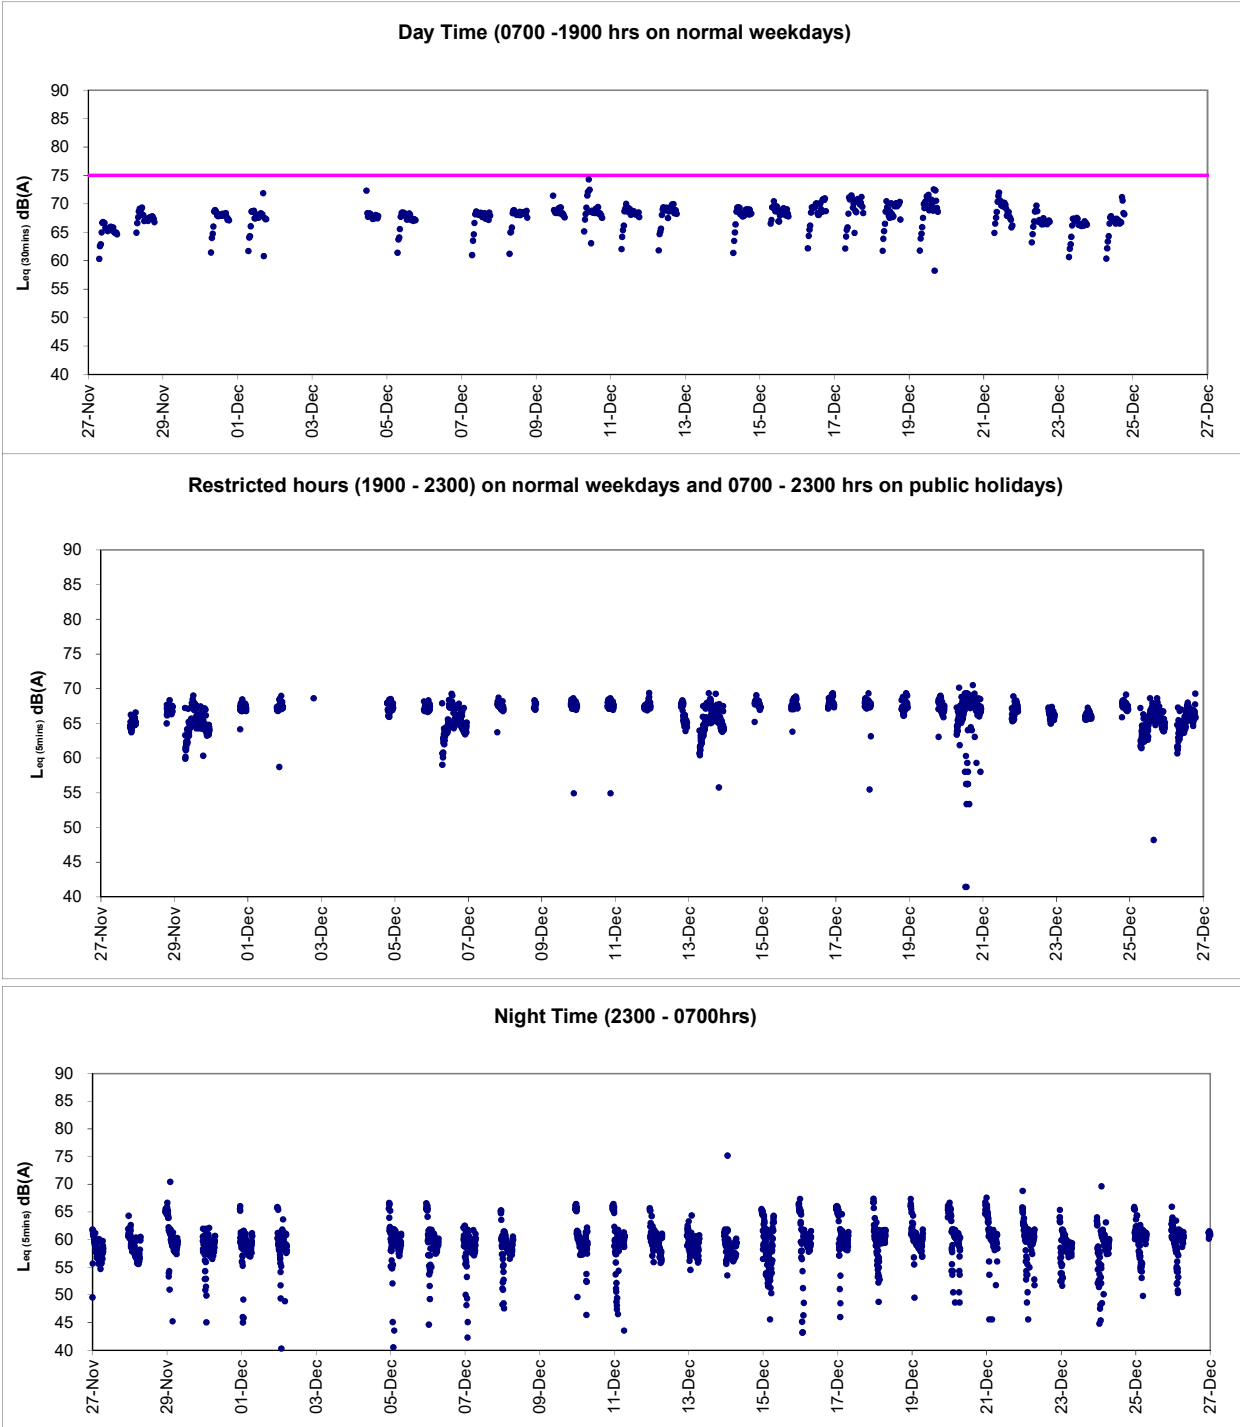 Day Time (0700 -1900 hrs on normal weekdays)
90
85
80
75
70
65
60
55
50
45
40
Leq (30mins) dB(A)
27-Nov
29-Nov
01-Dec
03-Dec
05-Dec
07-Dec
09-Dec
11-Dec
13-Dec
15-Dec
17-Dec
19-Dec
21-Dec
23-Dec
25-Dec
27-Dec
Restricted hours (1900 - 2300) on normal weekdays and 0700 - 2300 hrs on public holidays)
90
85
80
75
70
65
60
55
50
45
40
Leq (5mins) dB(A)
27-Nov
29-Nov
01-Dec
03-Dec
05-Dec
07-Dec
09-Dec
11-Dec
13-Dec
15-Dec
17-Dec
19-Dec
21-Dec
23-Dec
25-Dec
27-Dec
Night Time (2300 - 0700hrs)
90
85
80
75
70
65
60
55
50
45
40
Leq (5mins) dB(A)
27-Nov
29-Nov
01-Dec
03-Dec
05-Dec
07-Dec
09-Dec
11-Dec
13-Dec
15-Dec
17-Dec
19-Dec
21-Dec
23-Dec
25-Dec
27-Dec